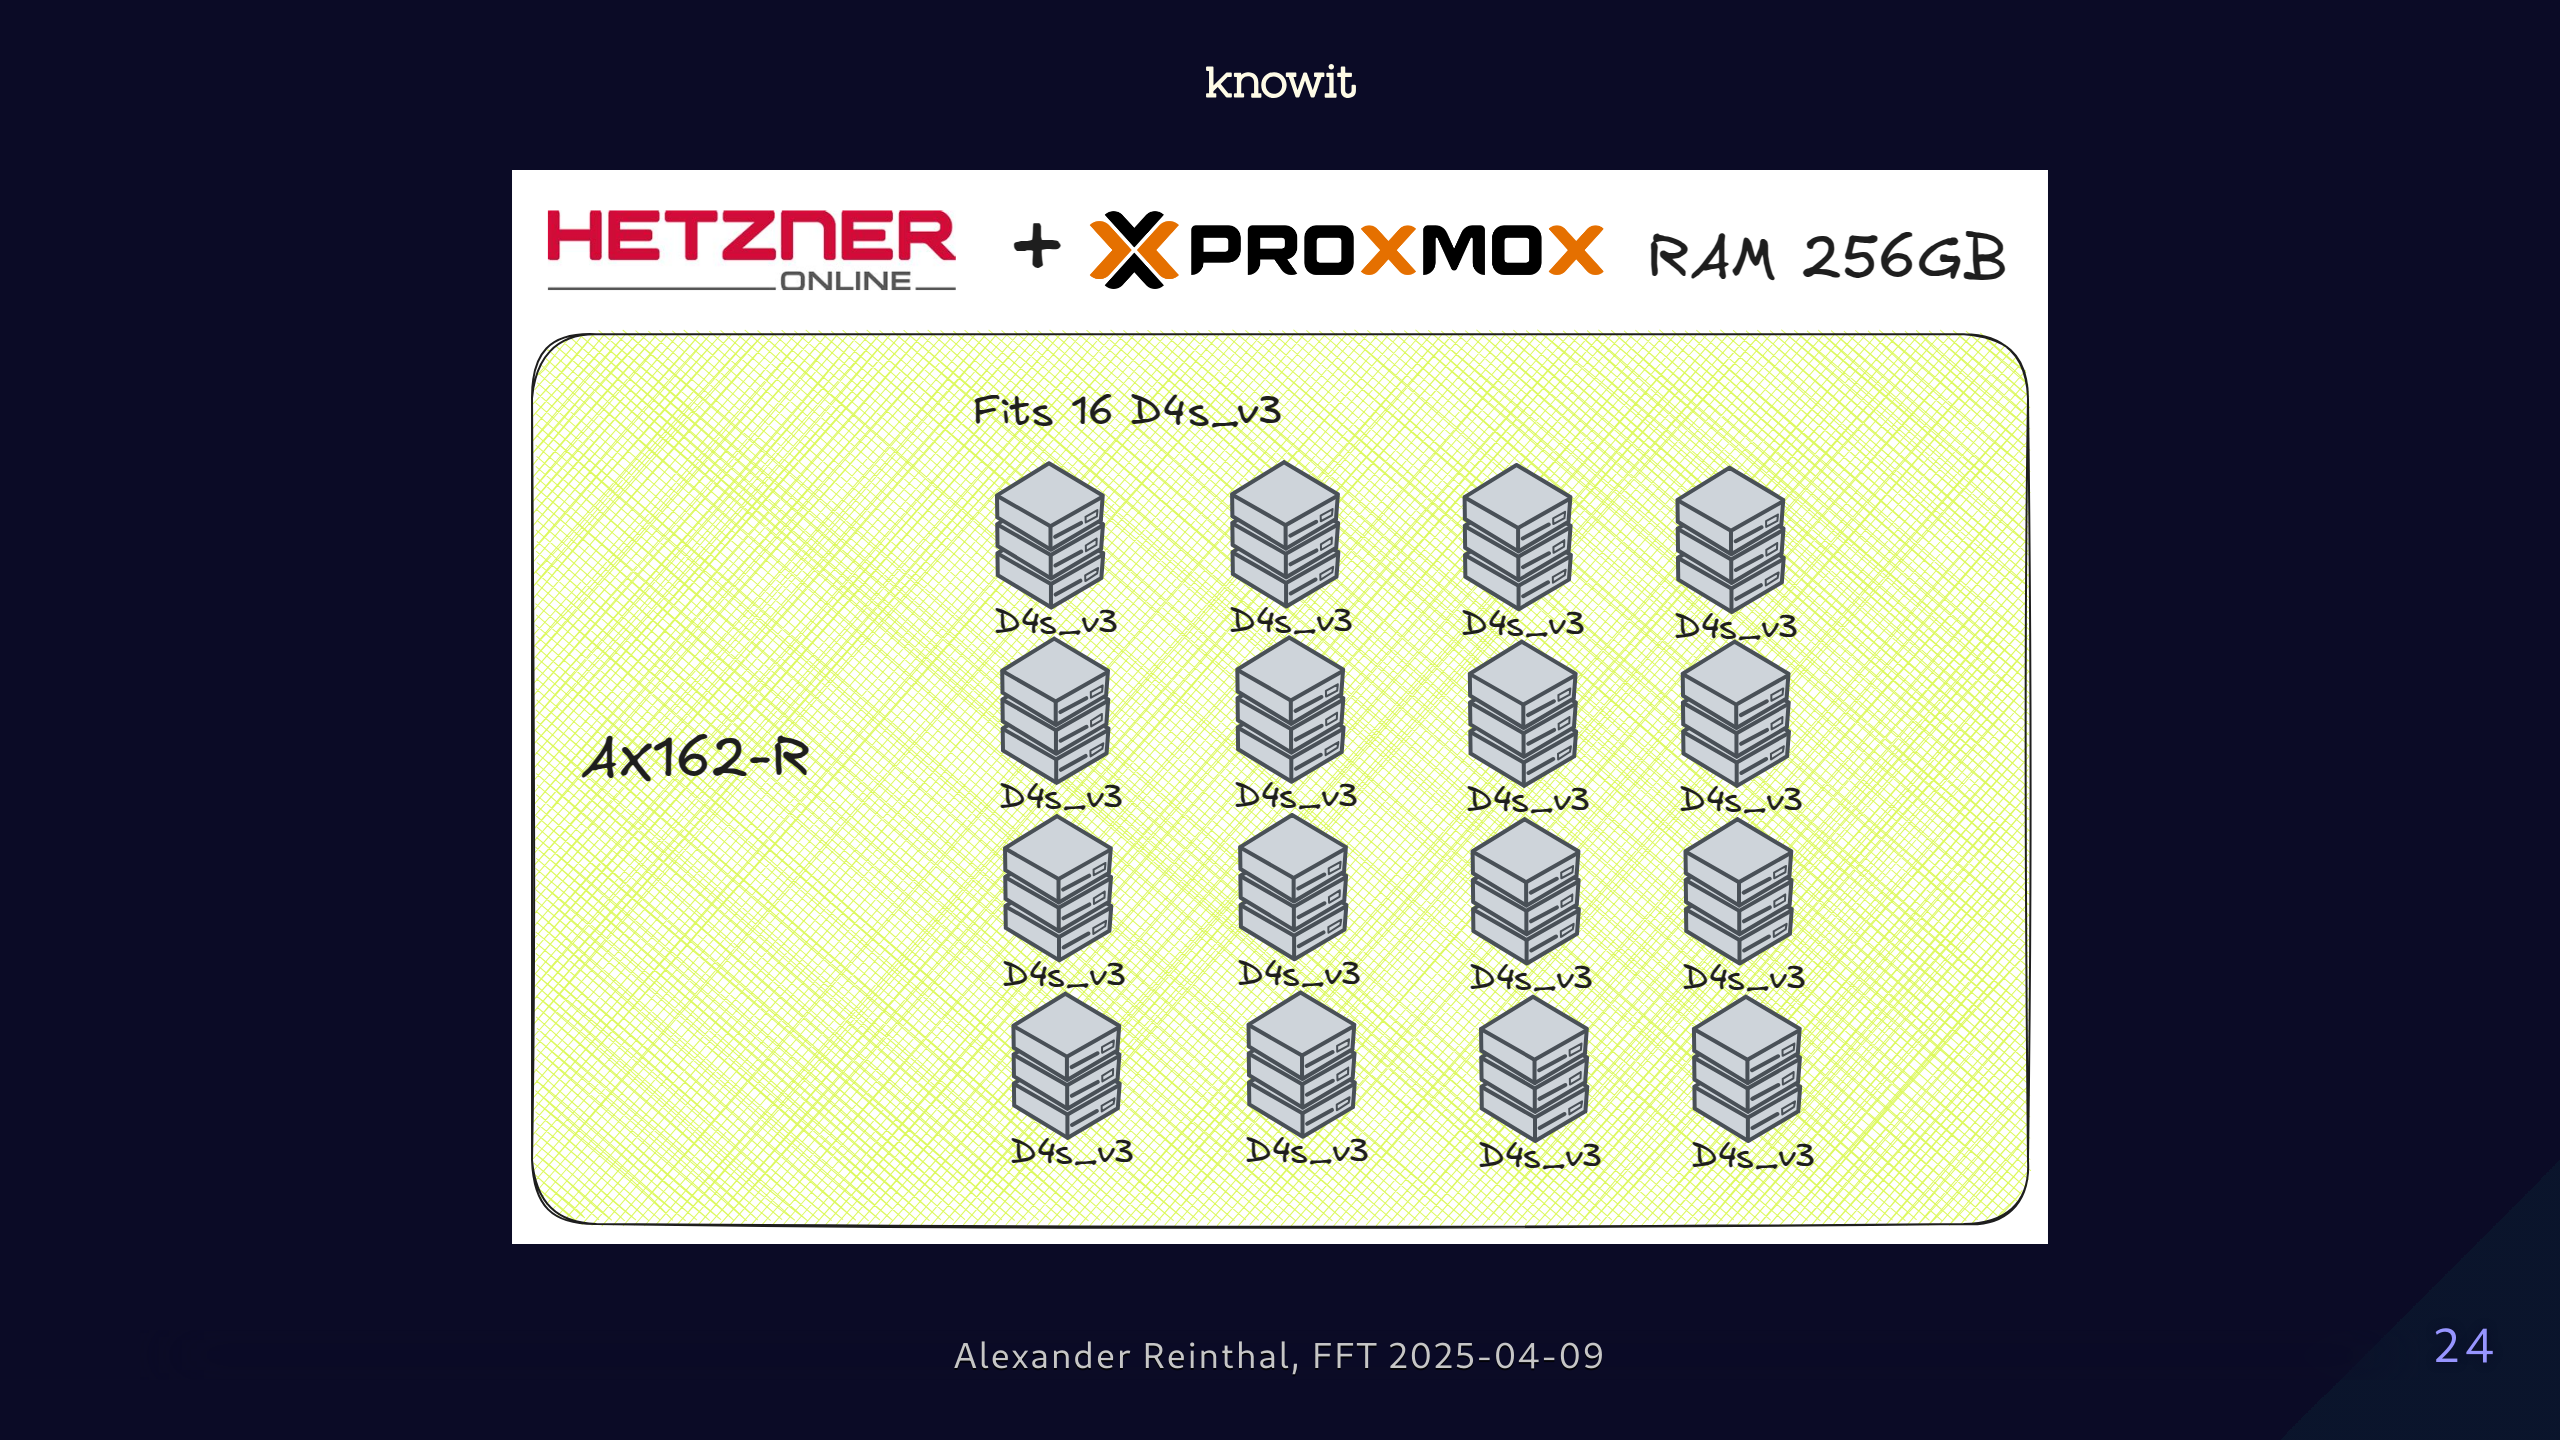 knowit
HETZNER
ONLINE
+ PROXMOX RAM 256GB
Fits 16 D4s_v3
D4s_v3 D4s_v3 D4s_v3 D4s_v3
AX162-R
D4s_v3 D4s_v3 D4s_v3 D4s_v3
D4s_v3 D4s_v3 D4s_v3 D4s_v3
D4s_v3 D4s_v3 D4s_v3 D4s_v3
Alexander Reinthal, FFT 2025-04-09
24